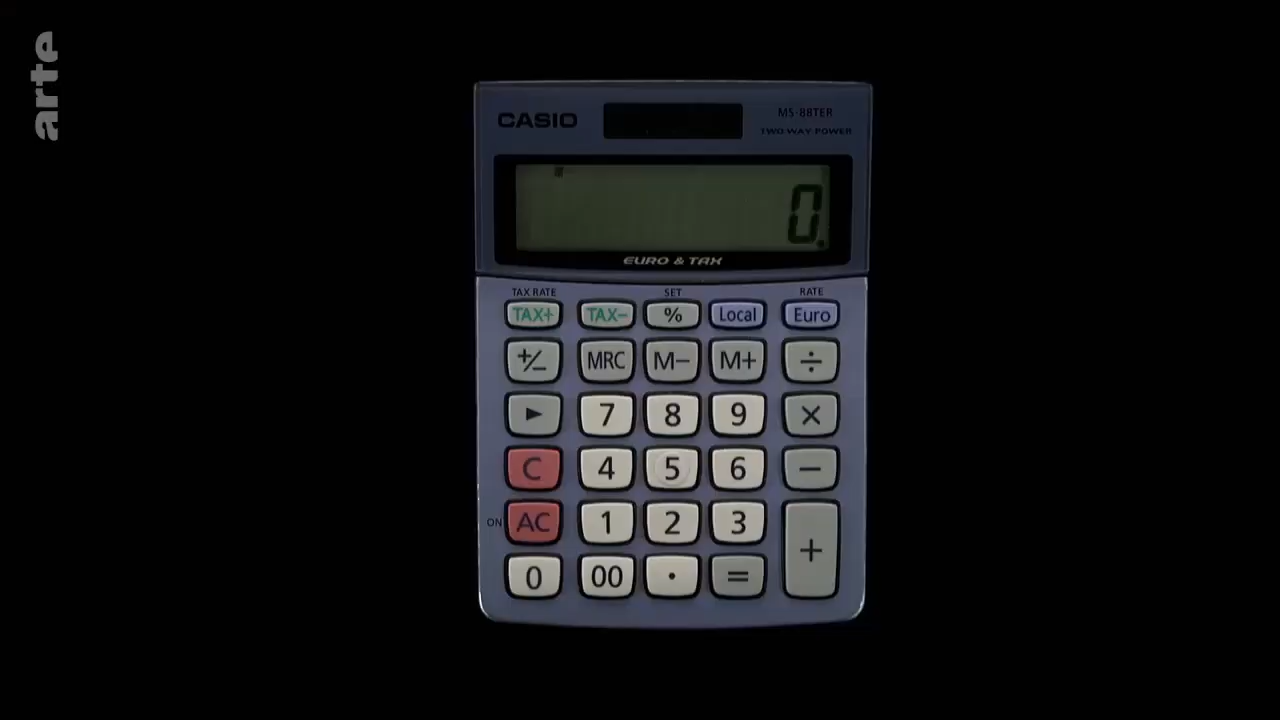 arte
CASIO
MS-88TER
TWO WAY POWER
0.
EURO & TAX
TAX RATE SET RATE
TAX+ TAX− % Local Euro
+/− MRC M− M+ ÷
► 7 8 9 ×
C 4 5 6 −
ON AC 1 2 3 +
0 00 · =